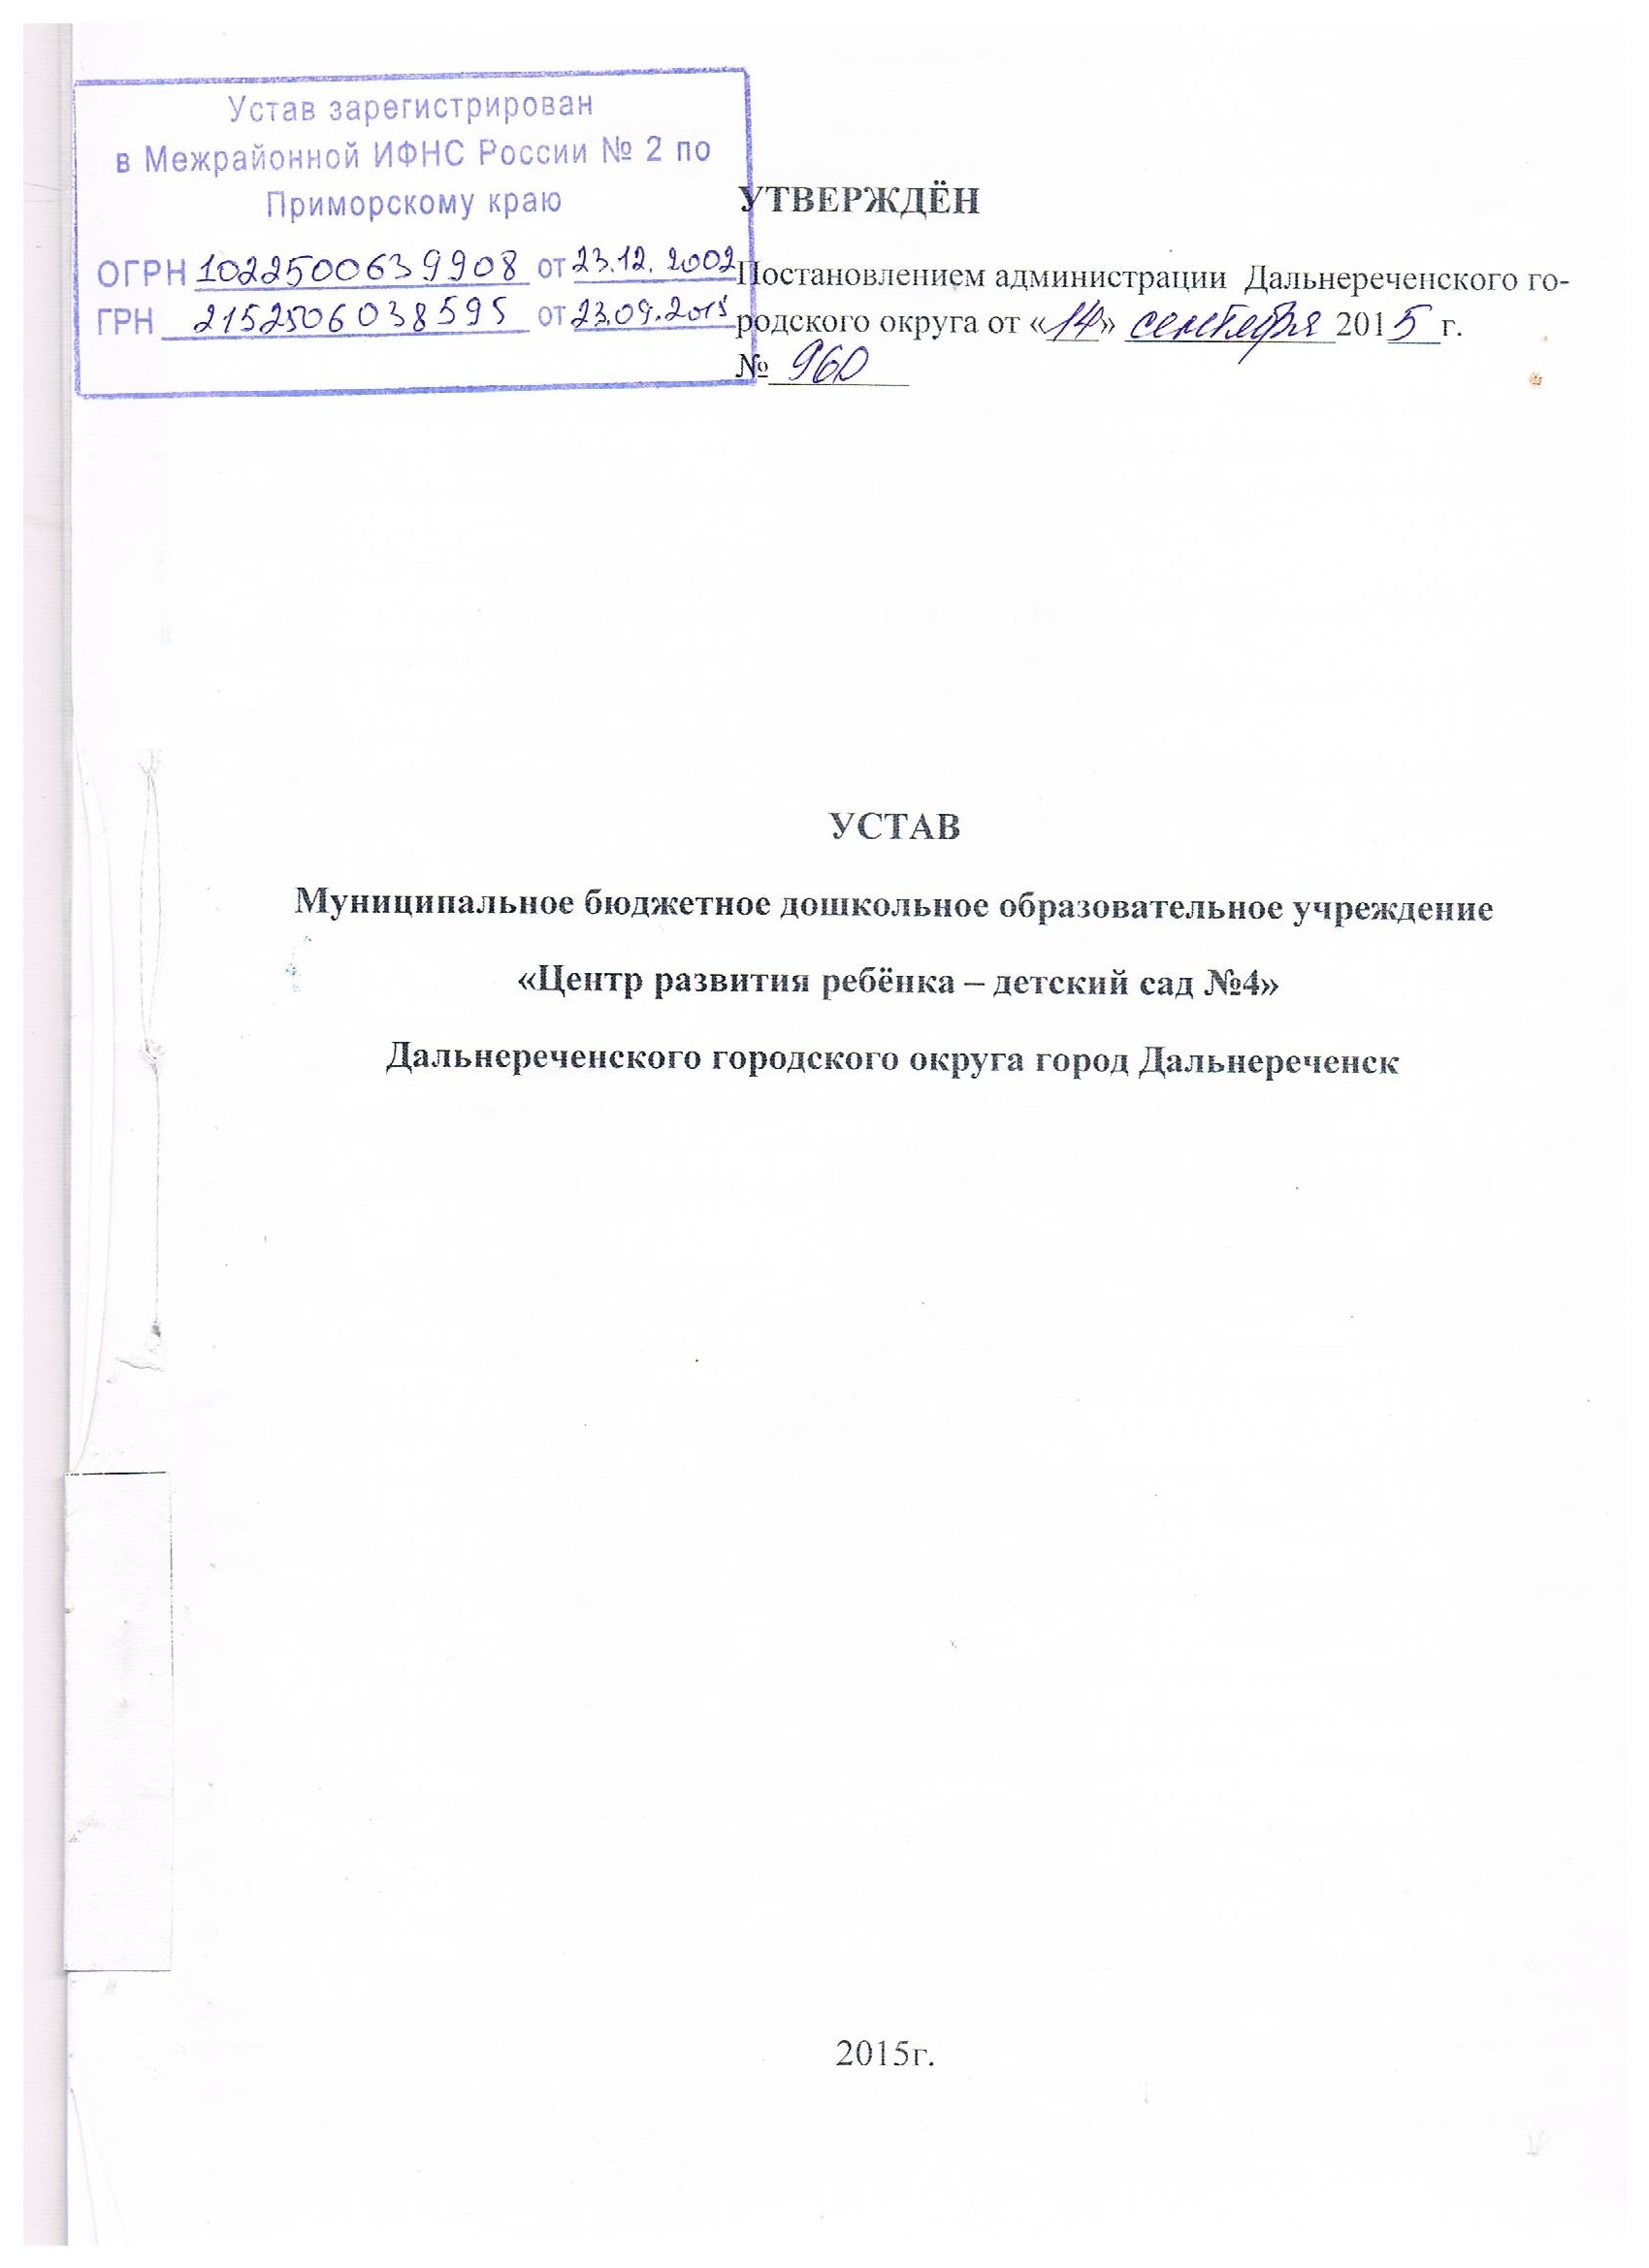 Устав зарегистрирован
в Межрайонной ИФНС России № 2 по
Приморскому краю
ОГРН 1022500639908 от 23.12.2002
ГРН 2152506038595 от 23.09.2015
УТВЕРЖДЁН
Постановлением администрации Дальнереченского го-
родского округа от «14» сентября 2015 г.
№ 960
УСТАВ
Муниципальное бюджетное дошкольное образовательное учреждение
«Центр развития ребёнка – детский сад №4»
Дальнереченского городского округа город Дальнереченск
2015г.